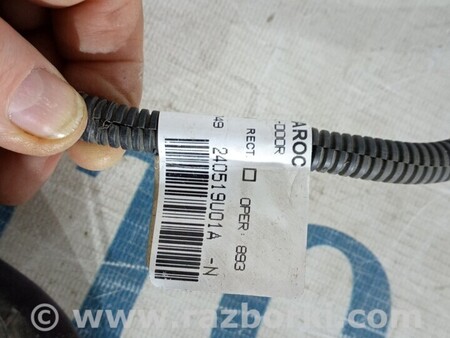 AROC
-DOOR
RECT. OPER: 893
49 240519U01A -N
© www.razborki.com